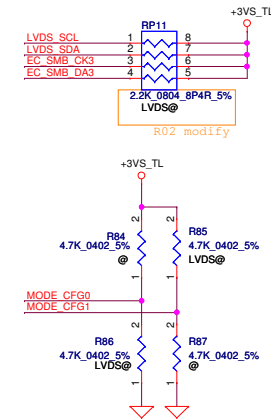 +3VS_TL
RP11
LVDS_SCL 1 8
LVDS_SDA 2 7
EC_SMB_CK3 3 6
EC_SMB_DA3 4 5
2.2K_0804_8P4R_5%
LVDS@
R02 modify
+3VS_TL
2 2
R84 R85
4.7K_0402_5% 4.7K_0402_5%
@ LVDS@
1 1
MODE_CFG0
MODE_CFG1
2 2
R86 R87
4.7K_0402_5% 4.7K_0402_5%
LVDS@ @
1 1